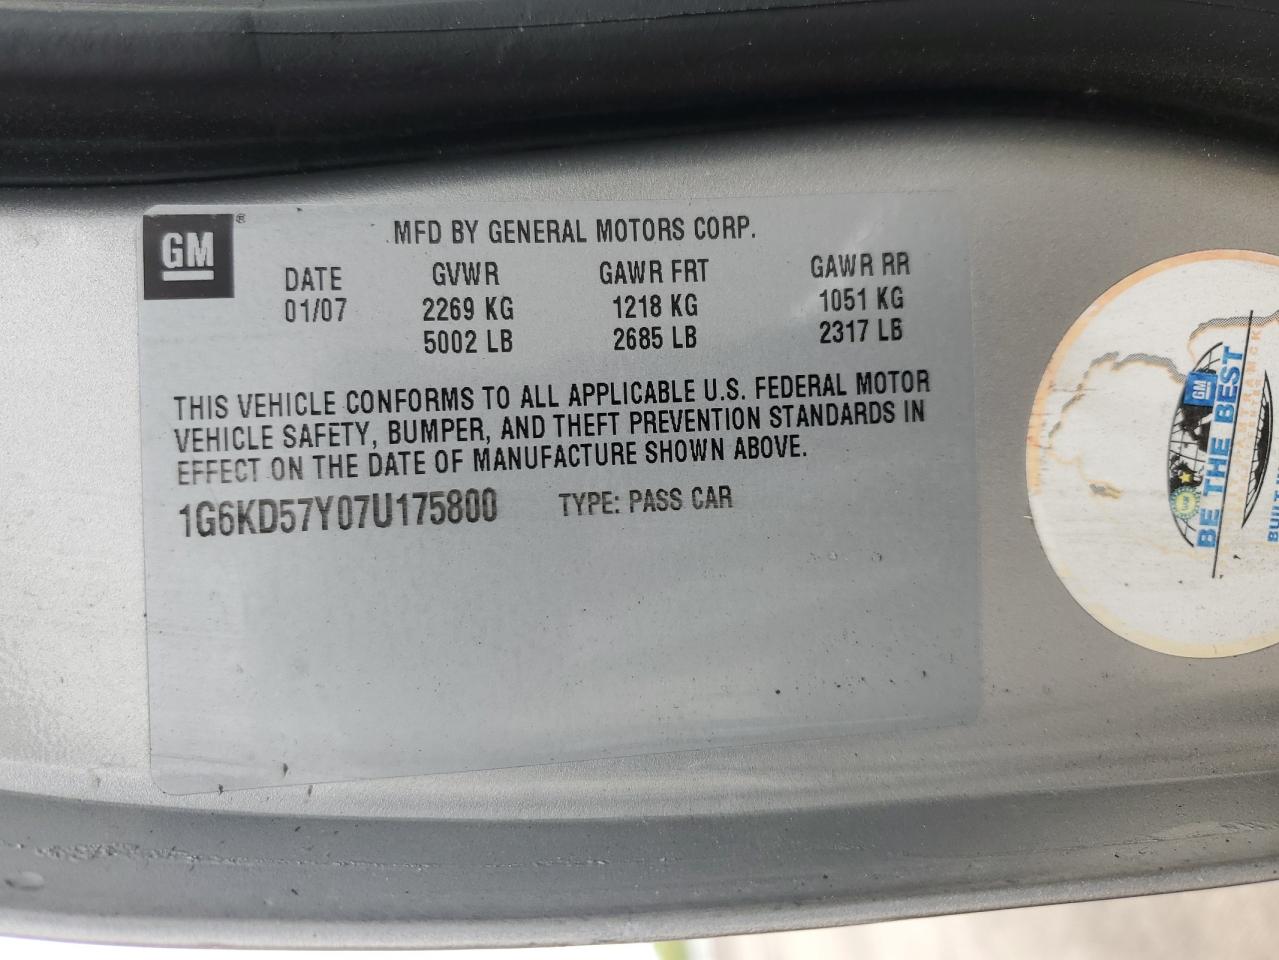 GM ®
MFD BY GENERAL MOTORS CORP.
DATE GVWR GAWR FRT GAWR RR
01/07 2269 KG 1218 KG 1051 KG
5002 LB 2685 LB 2317 LB
THIS VEHICLE CONFORMS TO ALL APPLICABLE U.S. FEDERAL MOTOR
VEHICLE SAFETY, BUMPER, AND THEFT PREVENTION STANDARDS IN
EFFECT ON THE DATE OF MANUFACTURE SHOWN ABOVE.
1G6KD57Y07U175800 TYPE: PASS CAR
GM
BE THE BEST
BUILT